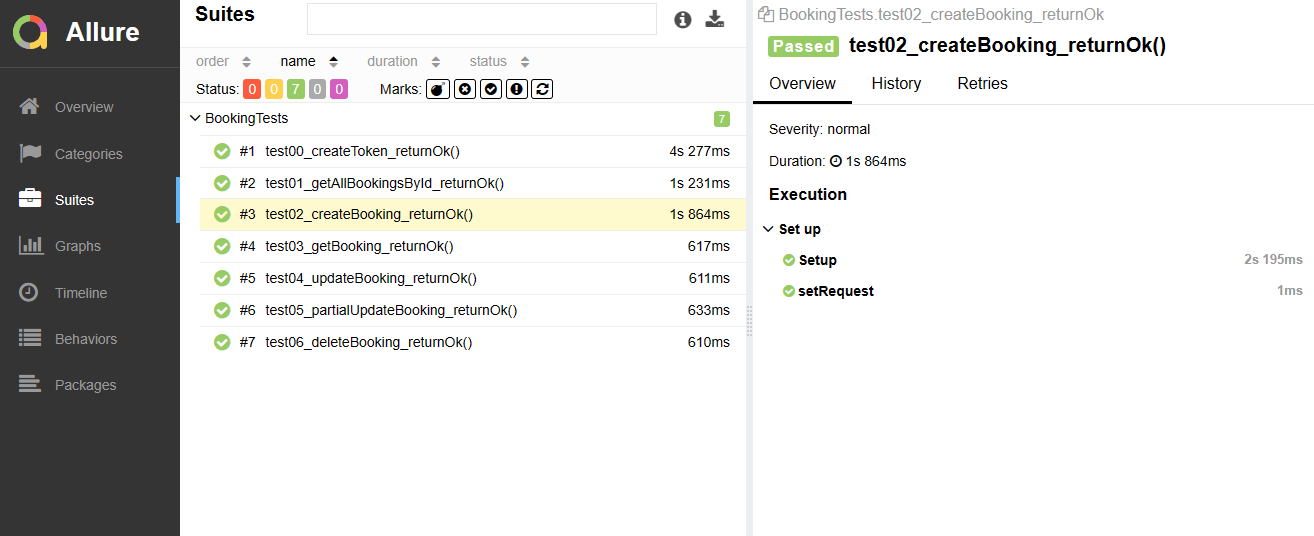 Allure
Overview
Categories
Suites
Graphs
Timeline
Behaviors
Packages
Suites
order name duration status
Status: 0 0 7 0 0 Marks:
BookingTests 7
#1 test00_createToken_returnOk() 4s 277ms
#2 test01_getAllBookingsById_returnOk() 1s 231ms
#3 test02_createBooking_returnOk() 1s 864ms
#4 test03_getBooking_returnOk() 617ms
#5 test04_updateBooking_returnOk() 611ms
#6 test05_partialUpdateBooking_returnOk() 633ms
#7 test06_deleteBooking_returnOk() 610ms
BookingTests.test02_createBooking_returnOk
Passed test02_createBooking_returnOk()
Overview History Retries
Severity: normal
Duration: 1s 864ms
Execution
Set up
Setup 2s 195ms
setRequest 1ms